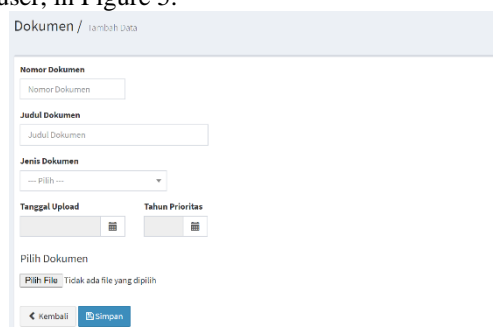 user, in Figure 3.
Dokumen / Tambah Data
Nomor Dokumen
Nomor Dokumen
Judul Dokumen
Judul Dokumen
Jenis Dokumen
--- Pilih ---
Tanggal Upload Tahun Prioritas
Pilih Dokumen
Pilih File Tidak ada file yang dipilih
Kembali Simpan